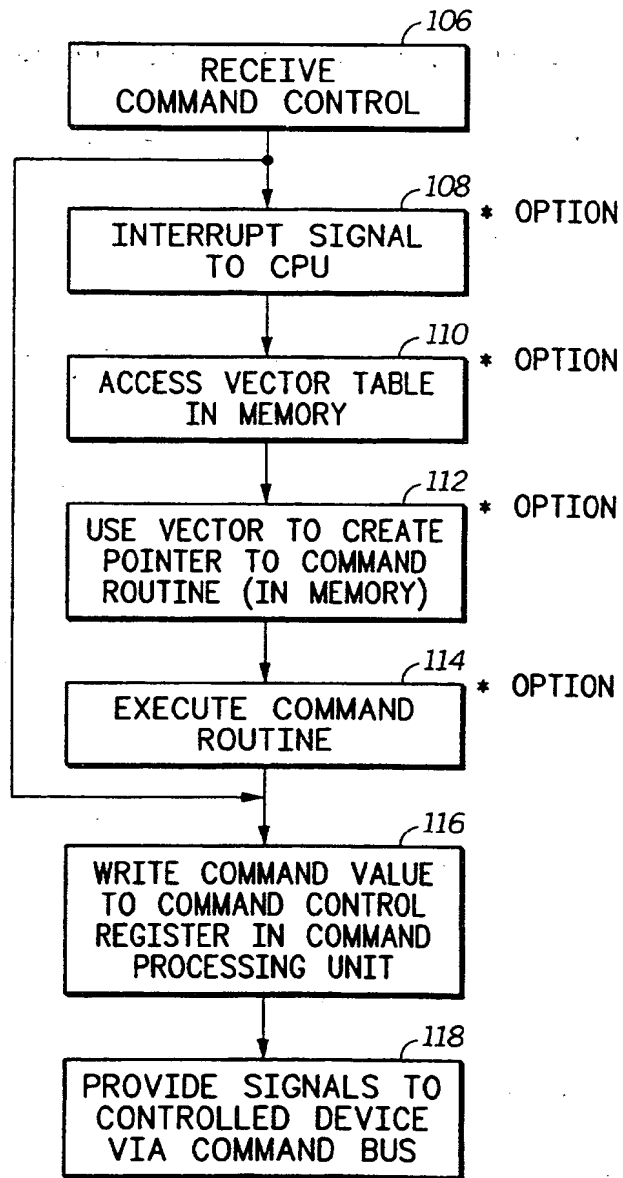 106
RECEIVE
COMMAND CONTROL
108
* OPTION
INTERRUPT SIGNAL
TO CPU
110
* OPTION
ACCESS VECTOR TABLE
IN MEMORY
112
* OPTION
USE VECTOR TO CREATE
POINTER TO COMMAND
ROUTINE (IN MEMORY)
114
* OPTION
EXECUTE COMMAND
ROUTINE
116
WRITE COMMAND VALUE
TO COMMAND CONTROL
REGISTER IN COMMAND
PROCESSING UNIT
118
PROVIDE SIGNALS TO
CONTROLLED DEVICE
VIA COMMAND BUS